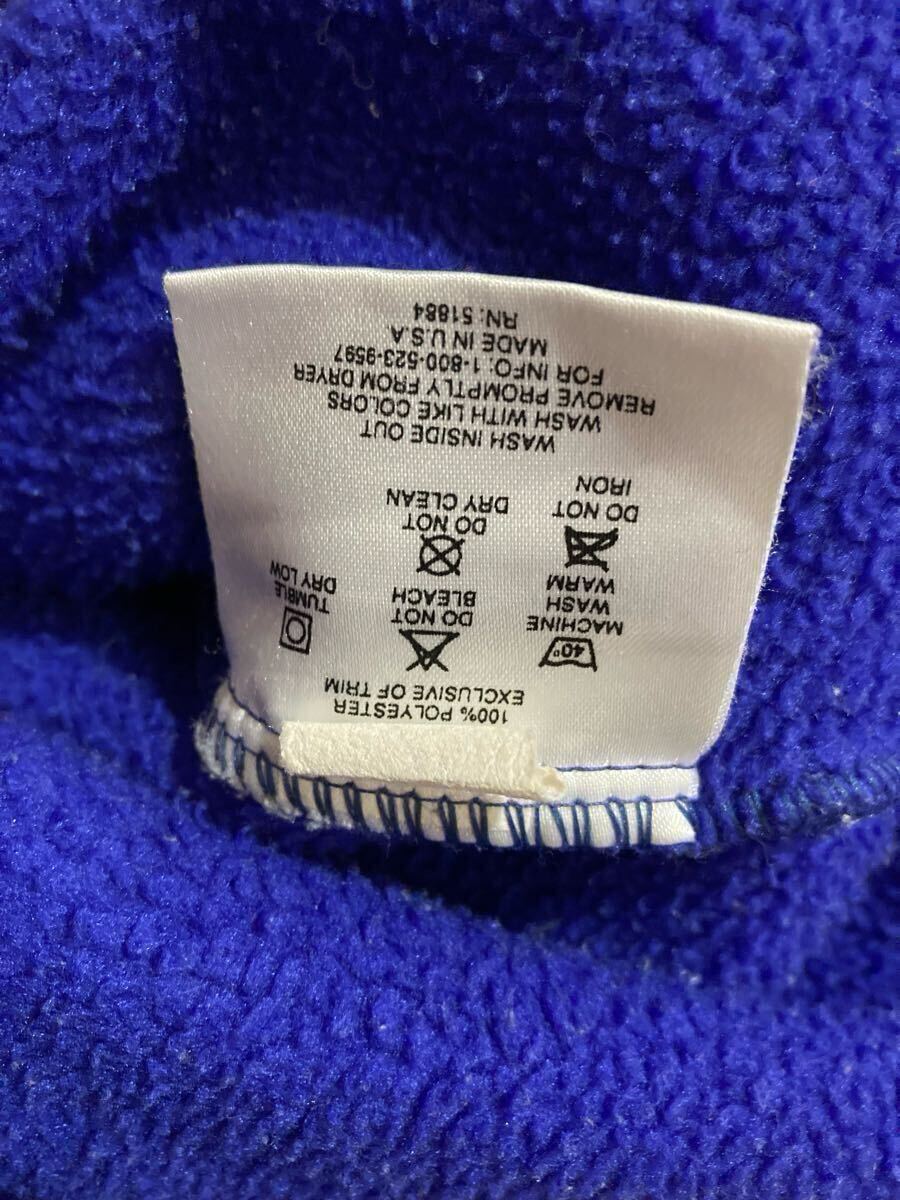 100% POLYESTER
EXCLUSIVE OF TRIM
40°
MACHINE
WASH
WARM
DO NOT
BLEACH
TUMBLE
DRY LOW
DO NOT
IRON
DO NOT
DRY CLEAN
WASH INSIDE OUT
WASH WITH LIKE COLORS
REMOVE PROMPTLY FROM DRYER
FOR INFO: 1-800-523-9597
MADE IN U.S.A
RN: 51884